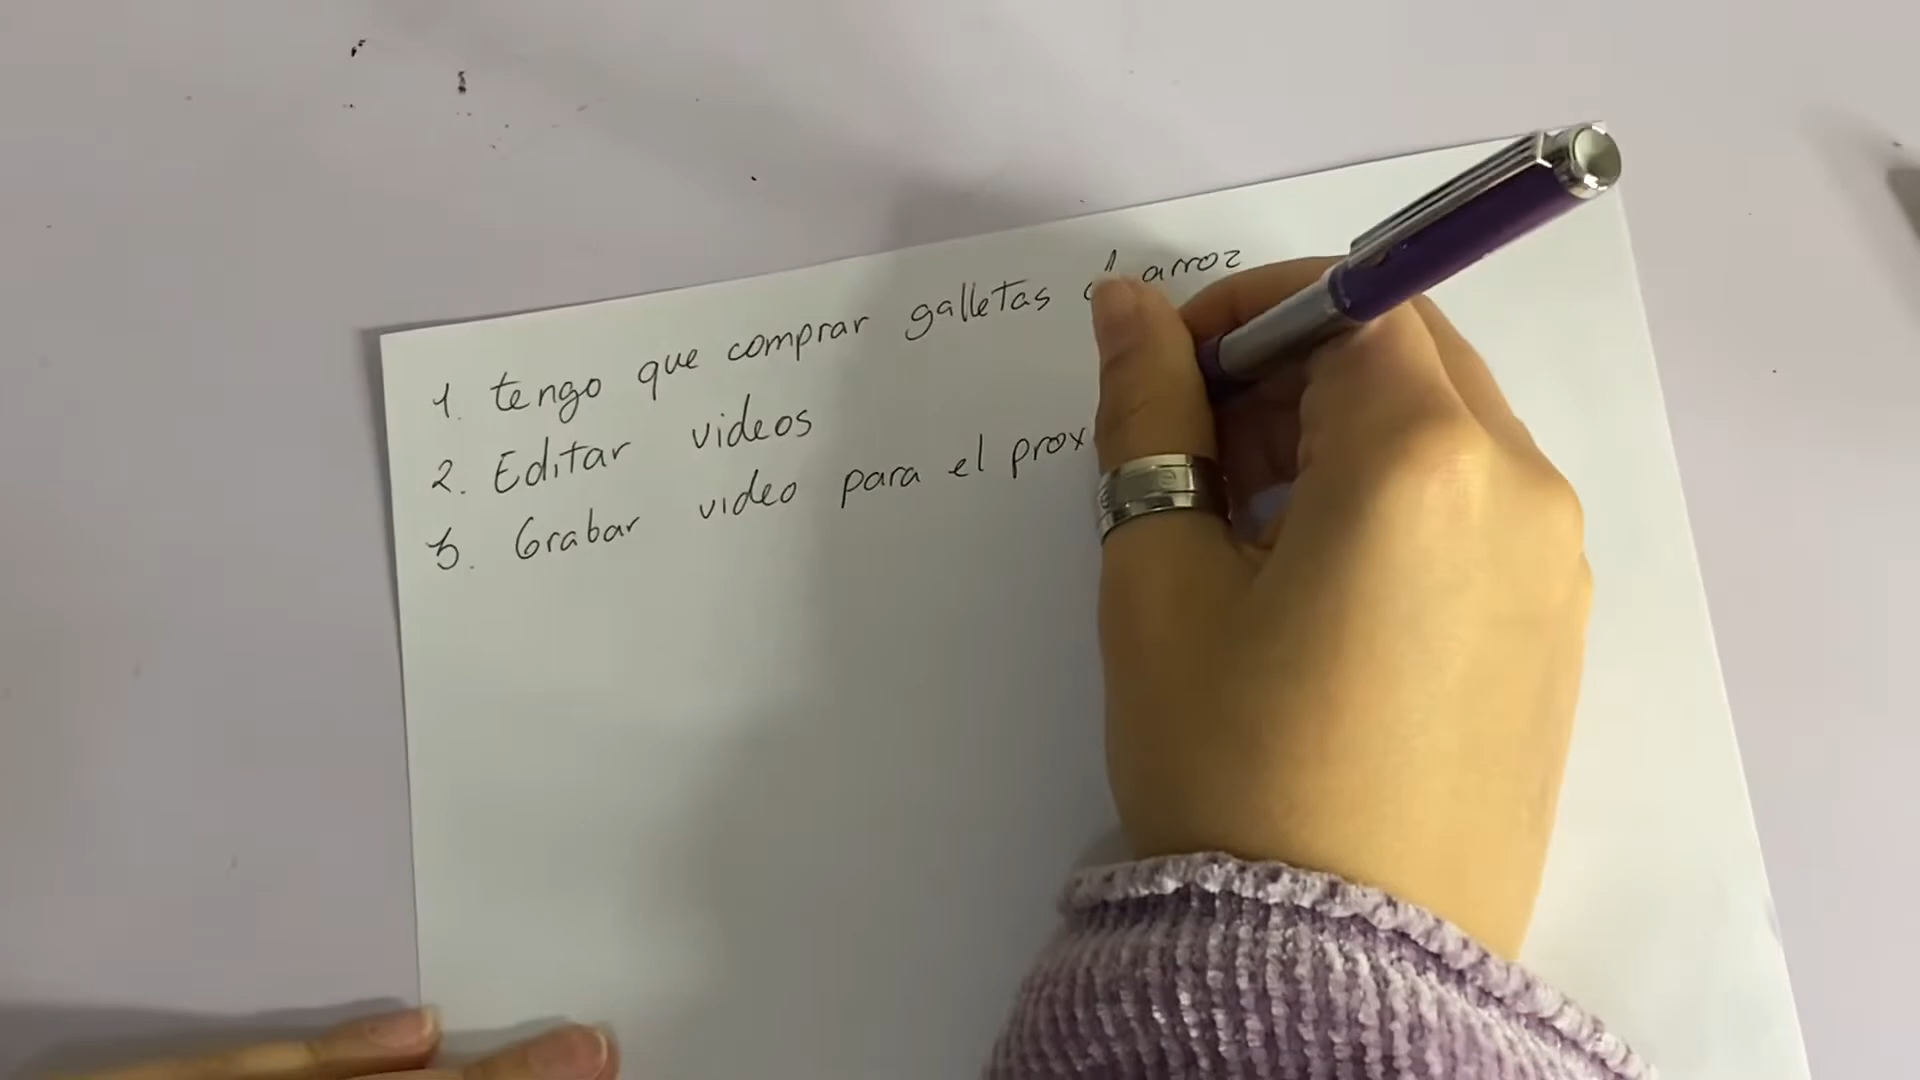 1. tengo que comprar galletas d arroz
2. Editar videos
3. Grabar video para el prox